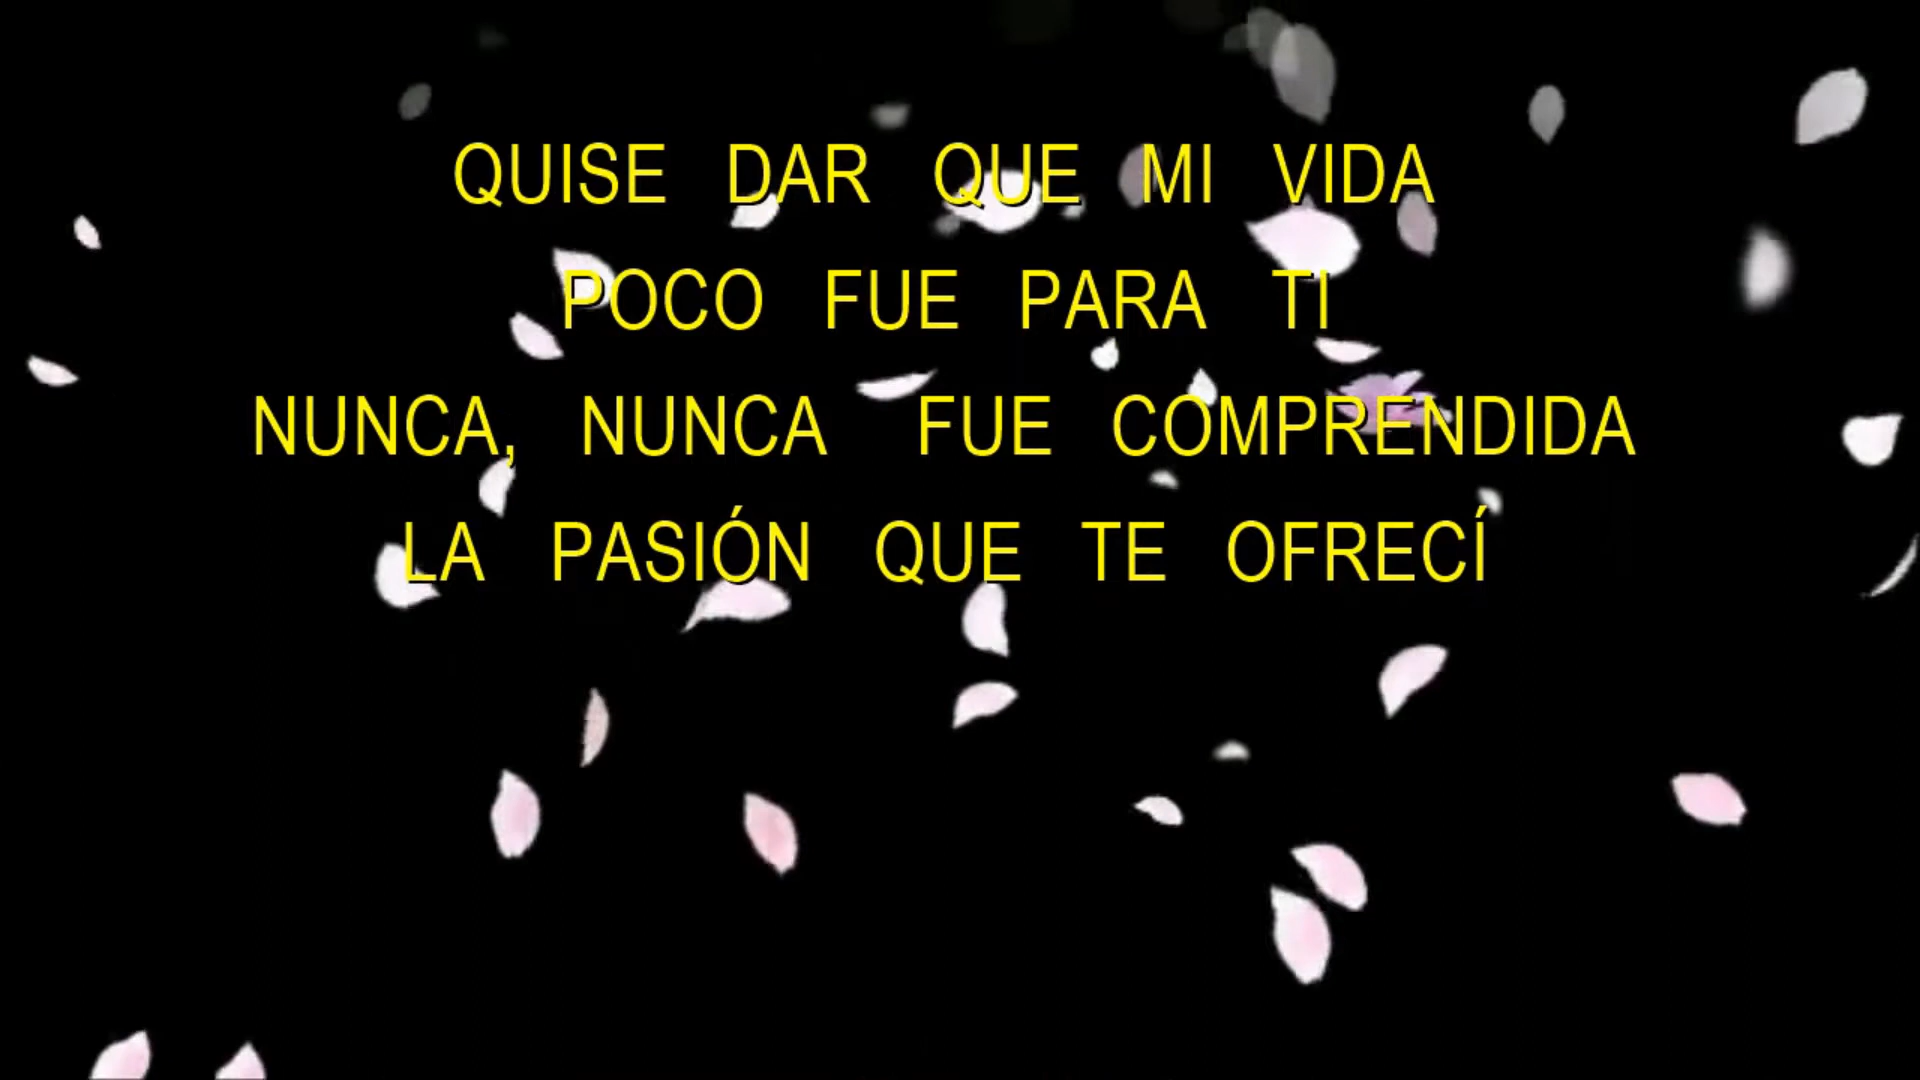 QUISE DAR QUE MI VIDA
POCO FUE PARA TI
NUNCA, NUNCA FUE COMPRENDIDA
LA PASIÓN QUE TE OFRECÍ